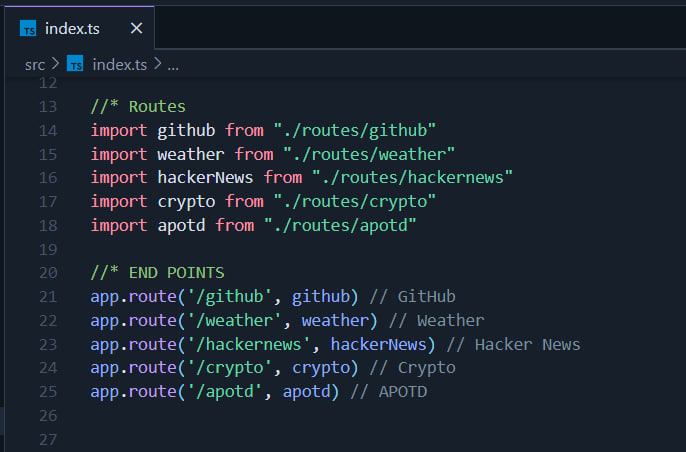 TS index.ts ×
src > TS index.ts > ...
12
13 //* Routes
14 import github from "./routes/github"
15 import weather from "./routes/weather"
16 import hackerNews from "./routes/hackernews"
17 import crypto from "./routes/crypto"
18 import apotd from "./routes/apotd"
19
20 //* END POINTS
21 app.route('/github', github) // GitHub
22 app.route('/weather', weather) // Weather
23 app.route('/hackernews', hackerNews) // Hacker News
24 app.route('/crypto', crypto) // Crypto
25 app.route('/apotd', apotd) // APOTD
26
27